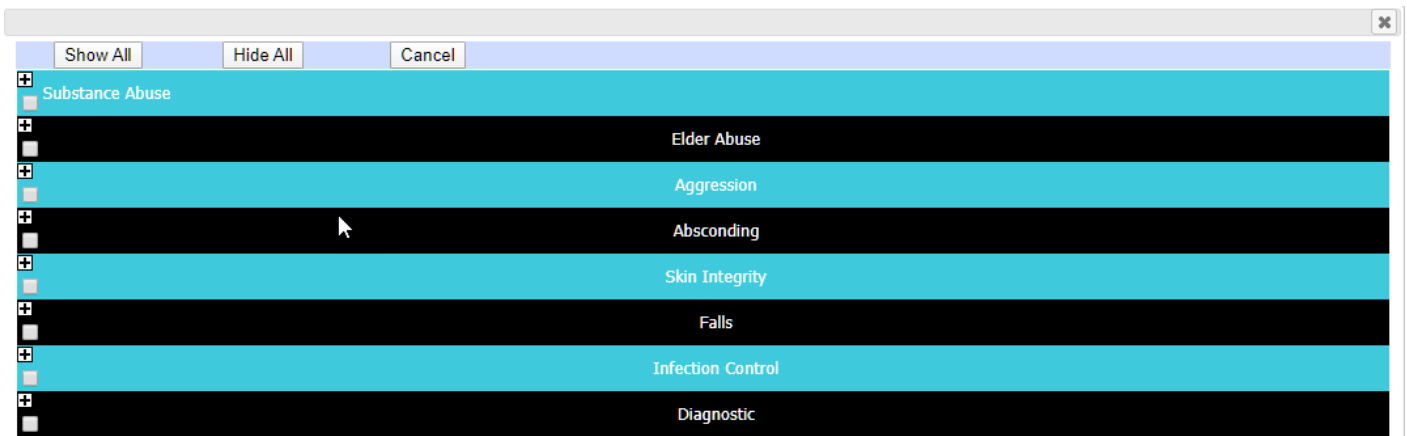 Show All Hide All Cancel
Substance Abuse
Elder Abuse
Aggression
Absconding
Skin Integrity
Falls
Infection Control
Diagnostic